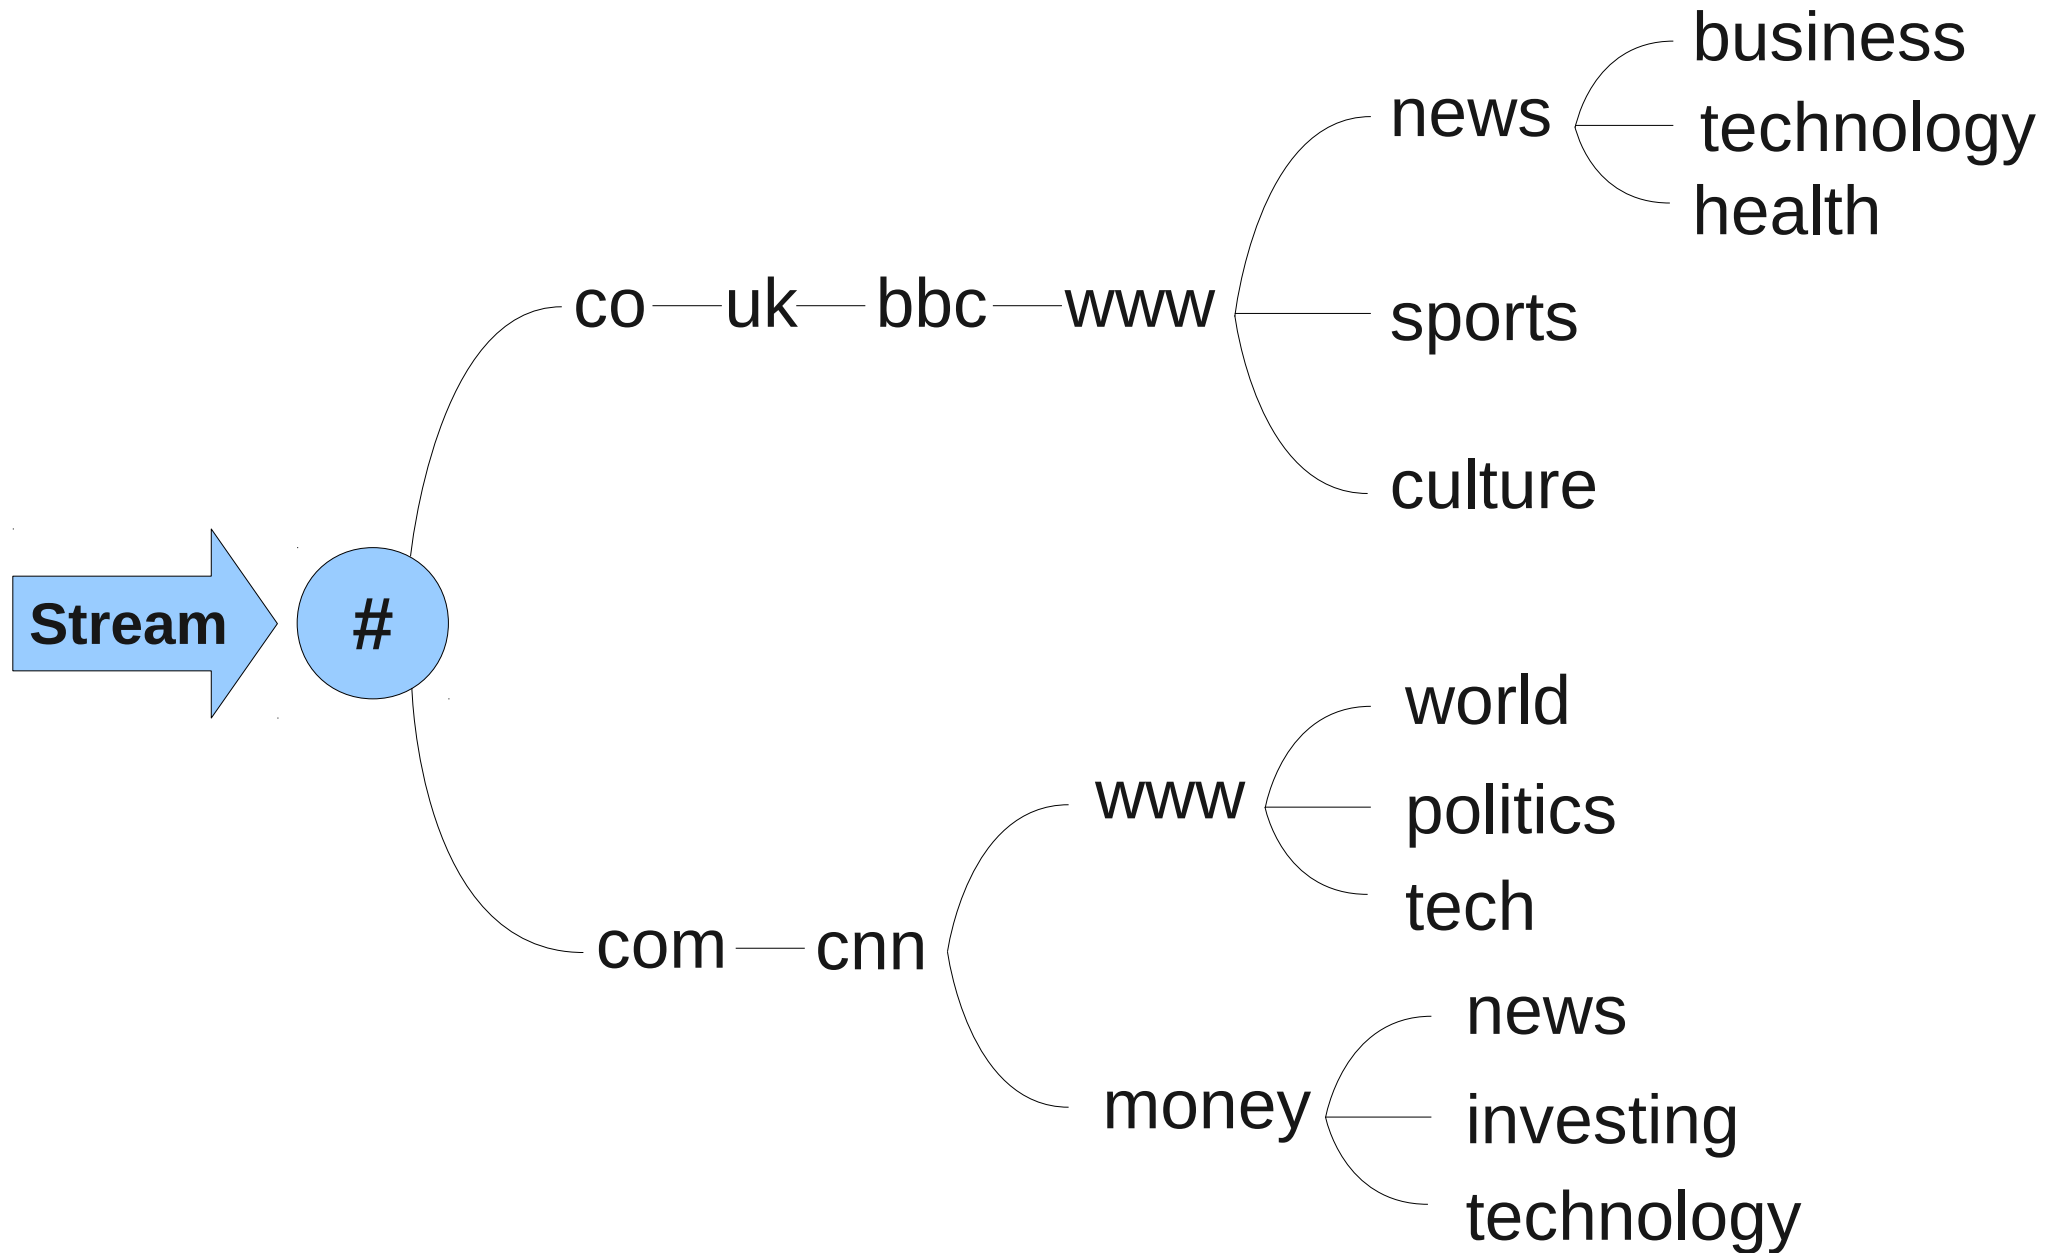 business
news
technology
health
co
uk
bbc
www
sports
culture
Stream
#
world
www
politics
tech
com
cnn
news
money
investing
technology